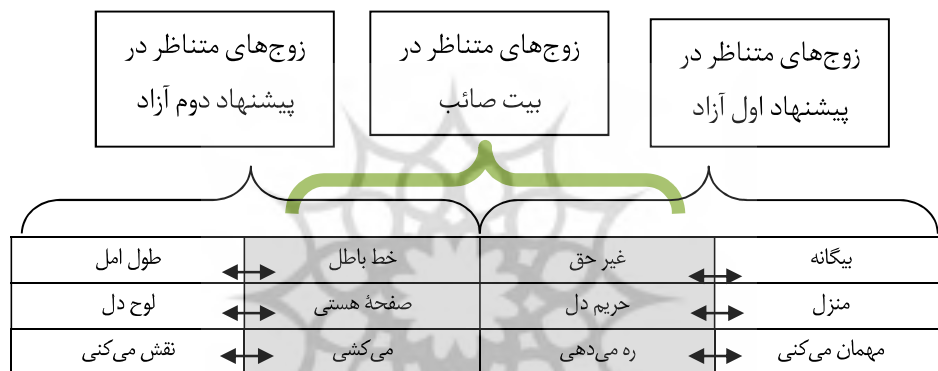 زوج‌های متناظر در
پیشنهاد اول آزاد
زوج‌های متناظر در
بیت صائب
زوج‌های متناظر در
پیشنهاد دوم آزاد
بیگانه غیر حق خط باطل طول امل
منزل حریم دل صفحۀ هستی لوح دل
مهمان می‌کنی ره می‌دهی می‌کشی نقش می‌کنی